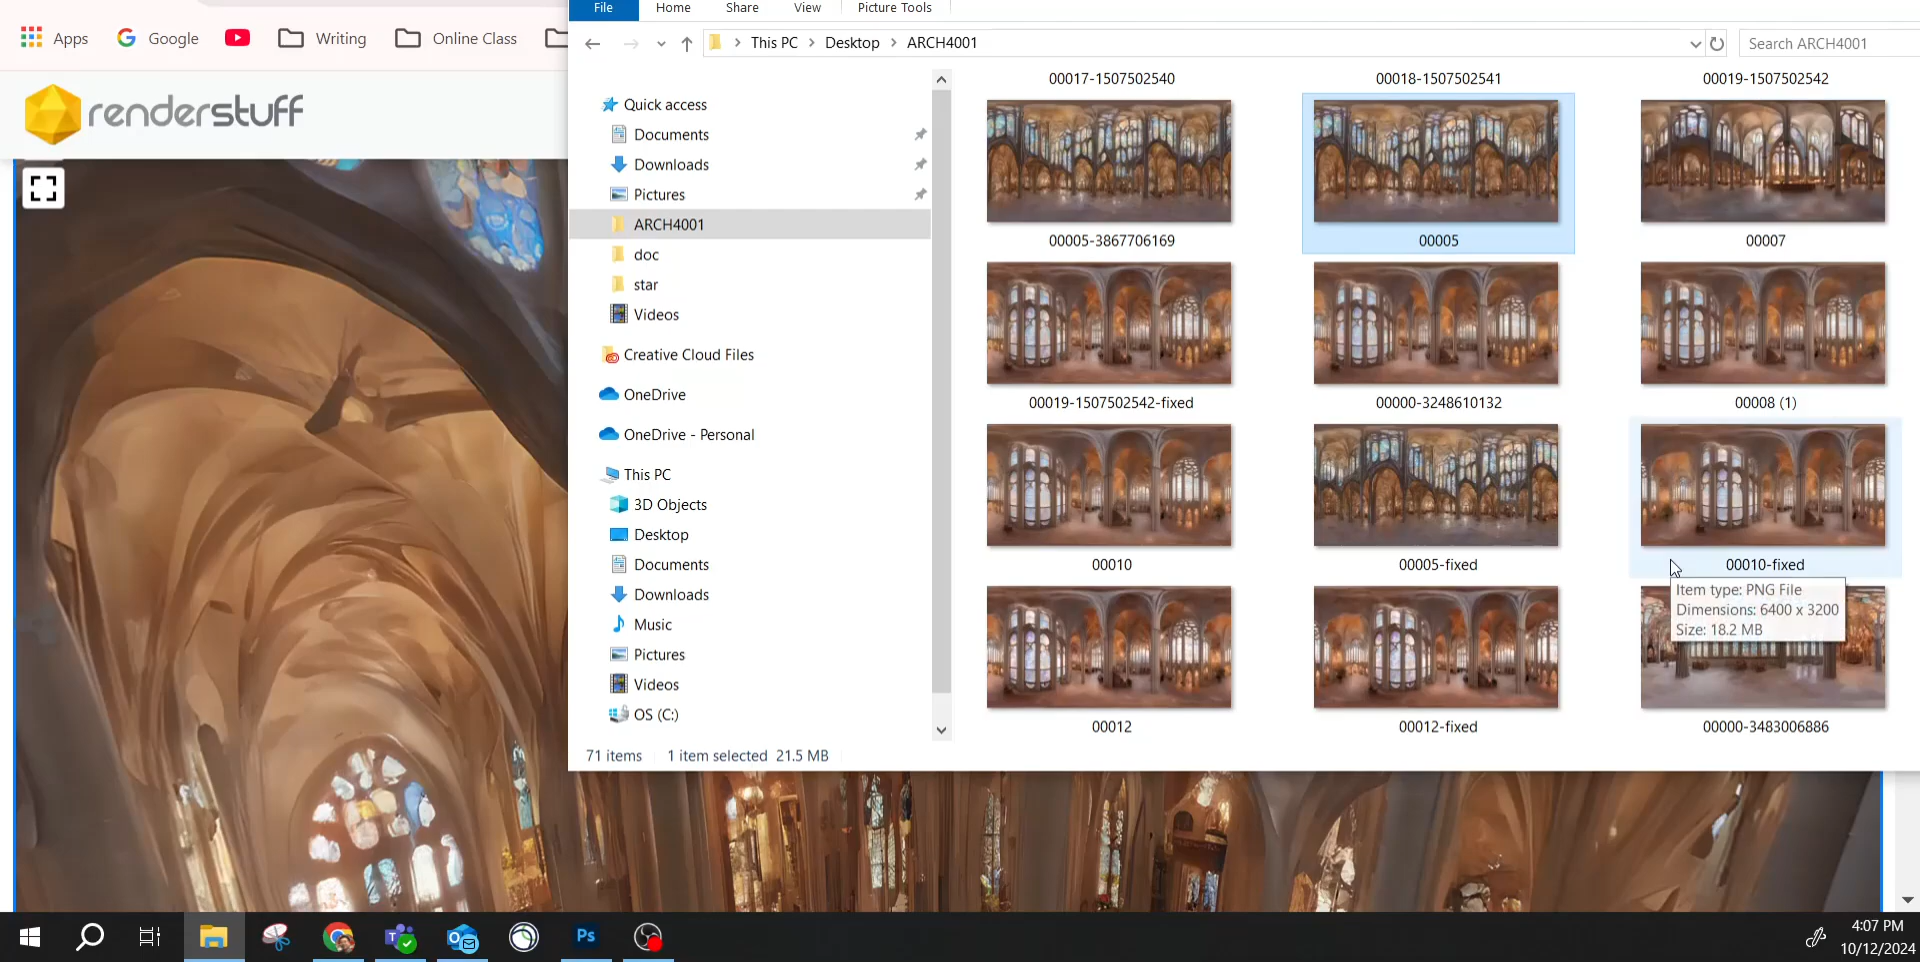 File
Home
Share
View
Picture Tools
Apps
Google
Writing
Online Class
This PC
Desktop
ARCH4001
Search ARCH4001
renderstuff
Quick access
Documents
Downloads
Pictures
ARCH4001
doc
star
Videos
Creative Cloud Files
OneDrive
OneDrive - Personal
This PC
3D Objects
Desktop
Documents
Downloads
Music
Pictures
Videos
OS (C:)
00017-1507502540
00018-1507502541
00019-1507502542
00005-3867706169
00005
00007
00019-1507502542-fixed
00000-3248610132
00008 (1)
00010
00005-fixed
00010-fixed
Item type: PNG File
Dimensions: 6400 x 3200
Size: 18.2 MB
00012
00012-fixed
00000-3483006886
71 items
1 item selected 21.5 MB
Ps
4:07 PM
10/12/2024